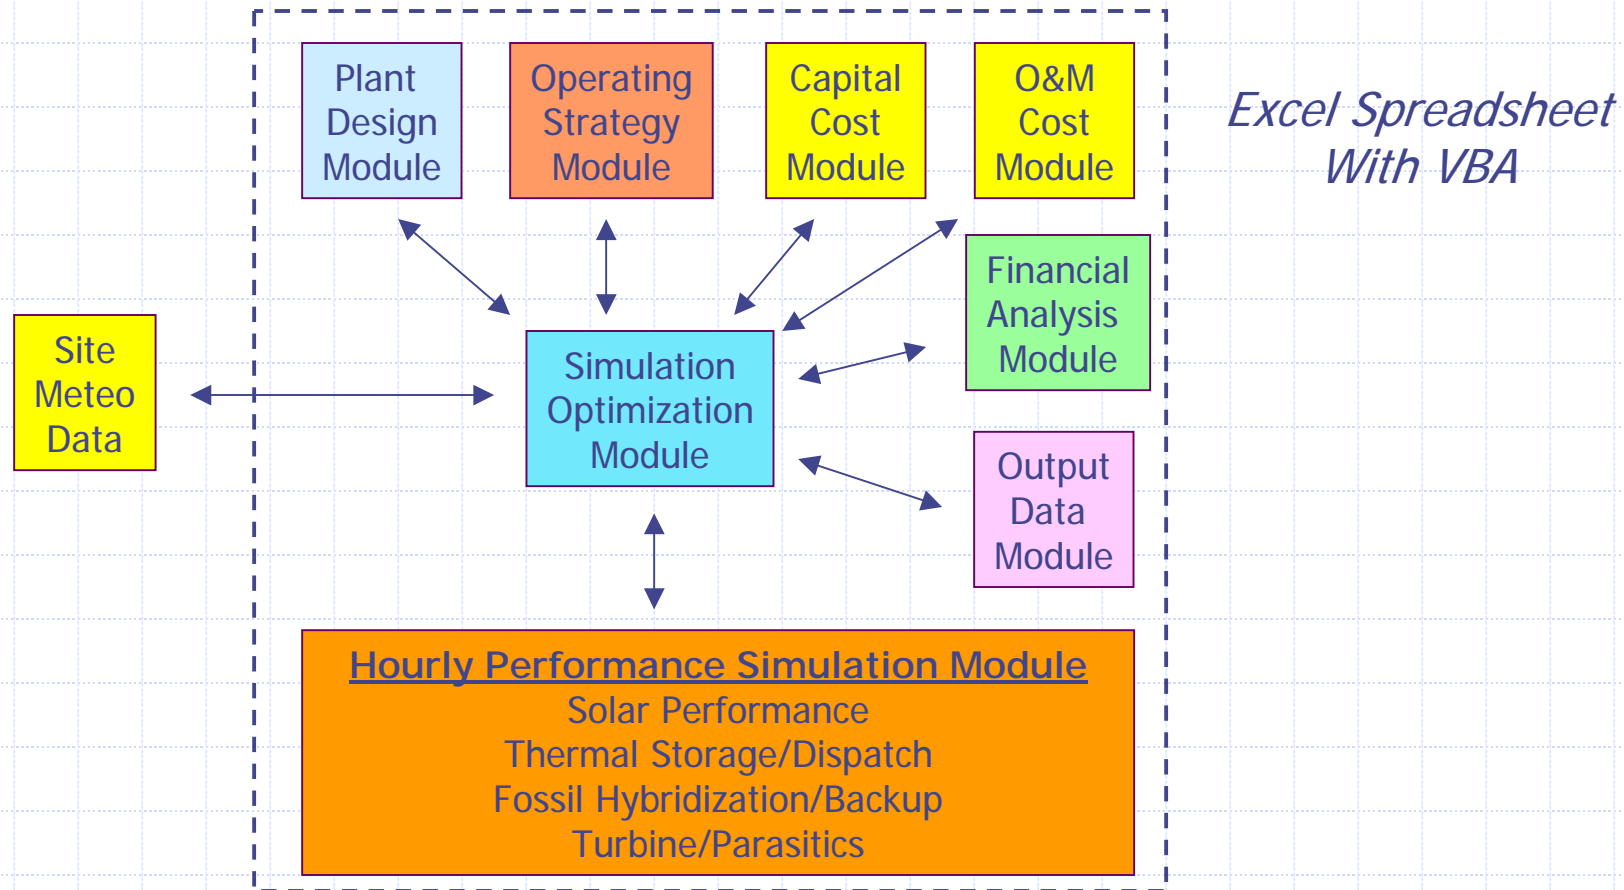 Plant
Design
Module
Operating
Strategy
Module
Capital
Cost
Module
O&M
Cost
Module
Excel Spreadsheet
With VBA
Financial
Analysis
Module
Site
Meteo
Data
Simulation
Optimization
Module
Output
Data
Module
Hourly Performance Simulation Module
Solar Performance
Thermal Storage/Dispatch
Fossil Hybridization/Backup
Turbine/Parasitics